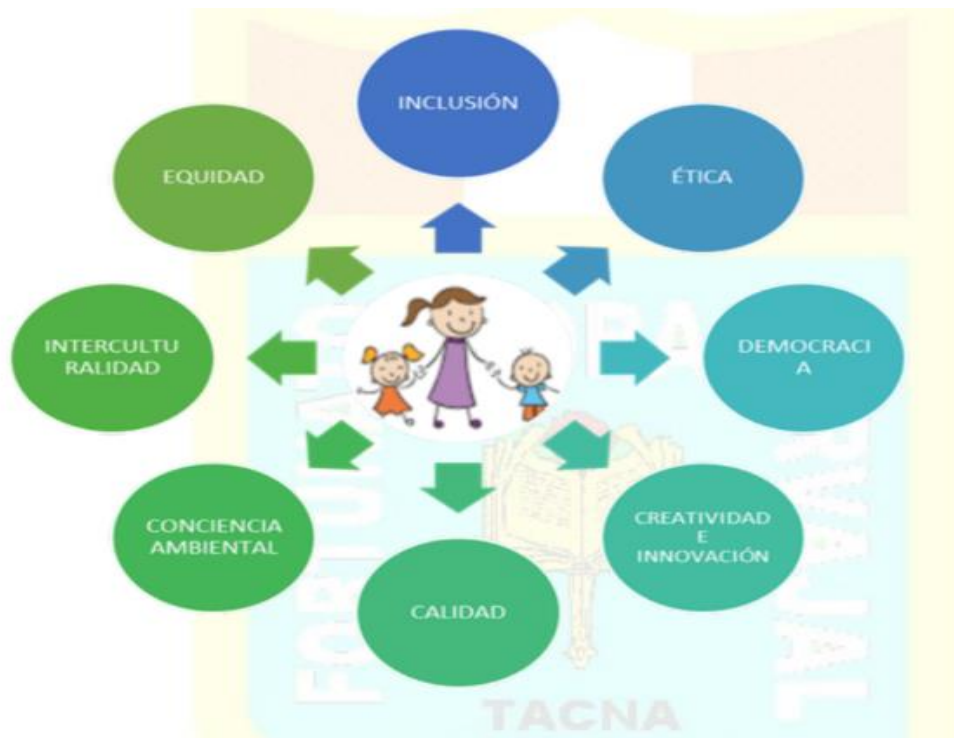 INCLUSIÓN
ÉTICA
DEMOCRACI
A
CREATIVIDAD
E
INNOVACIÓN
CALIDAD
CONCIENCIA
AMBIENTAL
INTERCULTU
RALIDAD
EQUIDAD
TACNA